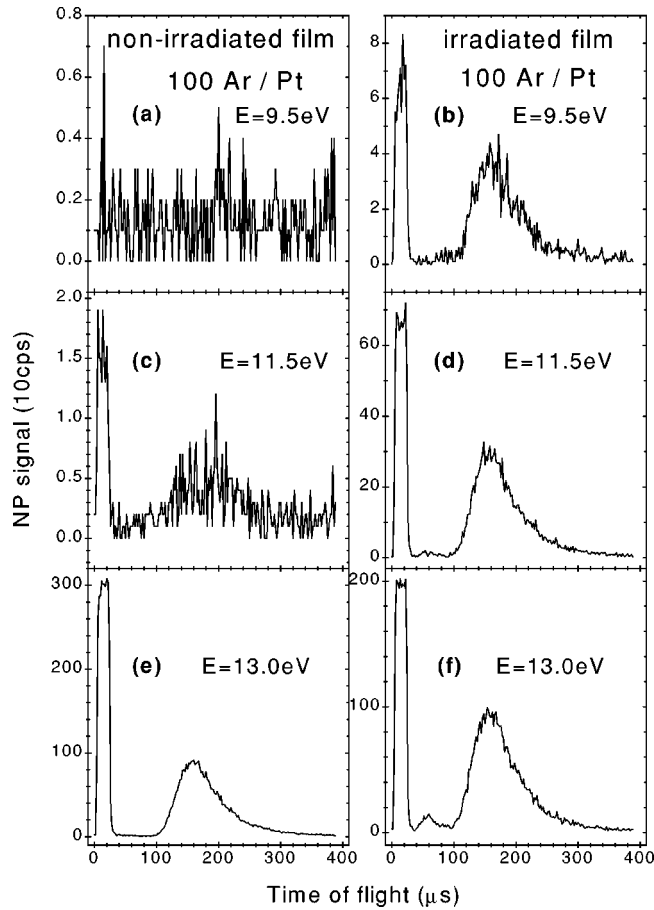 non-irradiated film
100 Ar / Pt
(a) E=9.5eV
0.8
0.6
0.4
0.2
0.0
irradiated film
100 Ar / Pt
(b) E=9.5eV
8
6
4
2
0
(c) E=11.5eV
2.0
1.5
1.0
0.5
0.0
(d) E=11.5eV
60
40
20
0
(e) E=13.0eV
300
200
100
0
0 100 200 300 400
(f) E=13.0eV
200
100
0
0 100 200 300 400
NP signal (10cps)
Time of flight (μs)